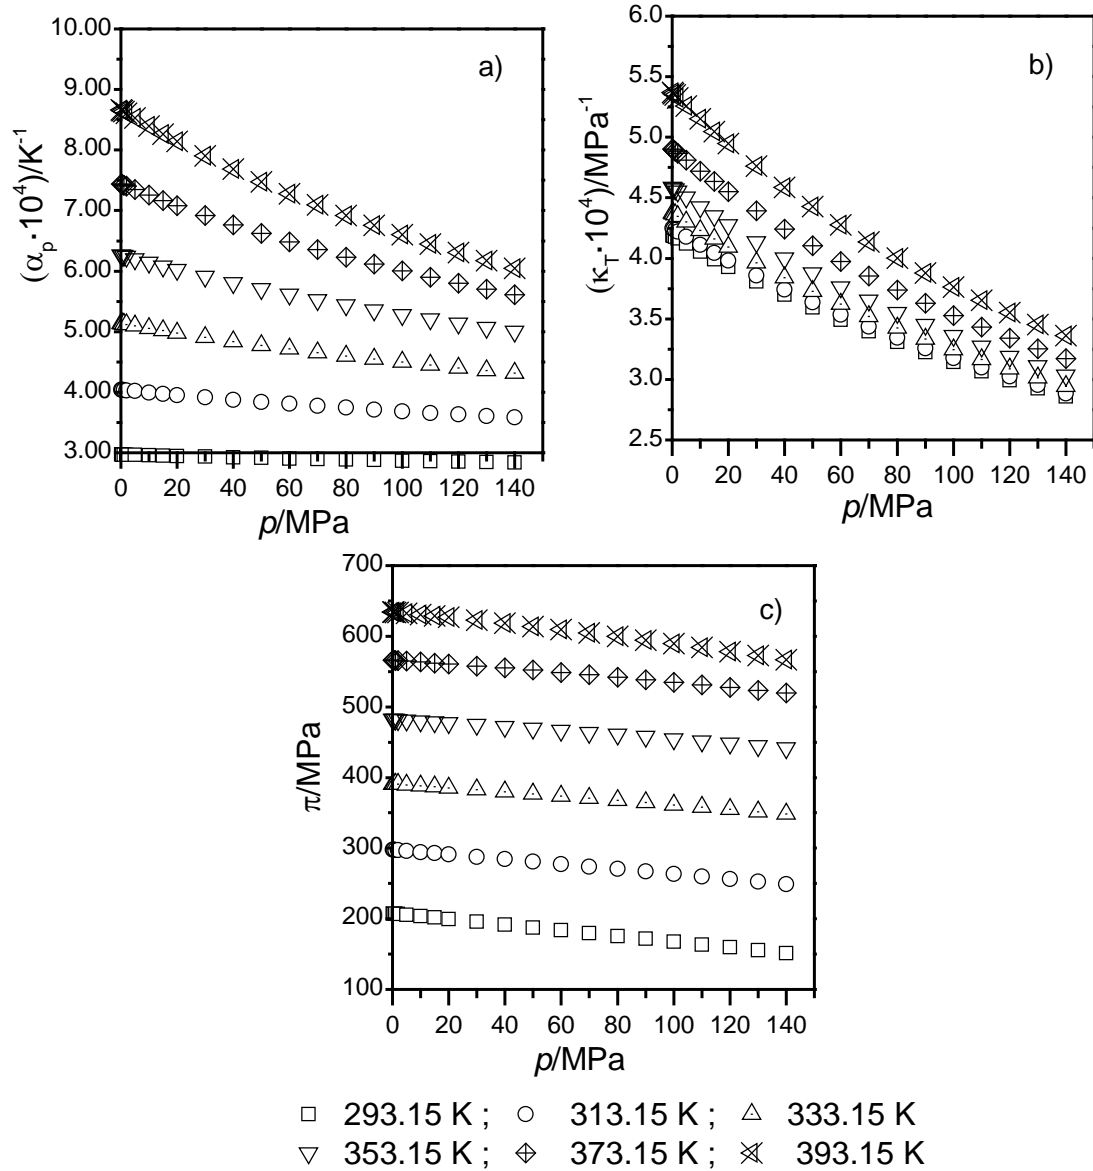 a)
(αp·10⁴)/K⁻¹
10.00
9.00
8.00
7.00
6.00
5.00
4.00
3.00
0 20 40 60 80 100 120 140
p/MPa
b)
(κT·10⁴)/MPa⁻¹
6.0
5.5
5.0
4.5
4.0
3.5
3.0
2.5
0 20 40 60 80 100 120 140
p/MPa
c)
π/MPa
700
600
500
400
300
200
100
0 20 40 60 80 100 120 140
p/MPa
293.15 K ; 313.15 K ; 333.15 K
353.15 K ; 373.15 K ; 393.15 K